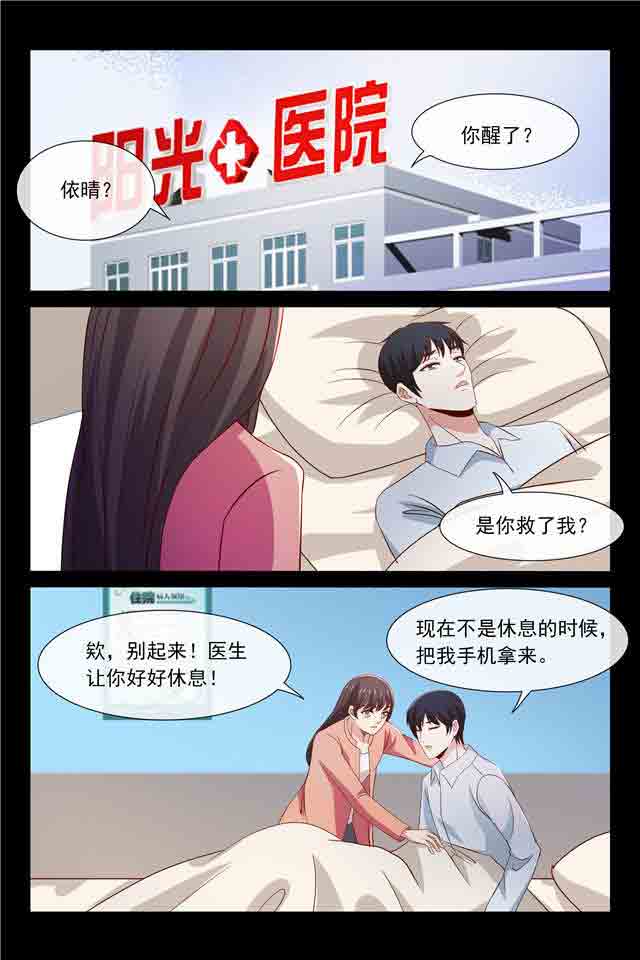 阳光医院
你醒了？
依晴？
是你救了我？
欸，别起来！医生
让你好好休息！
现在不是休息的时候，
把我手机拿来。
住院